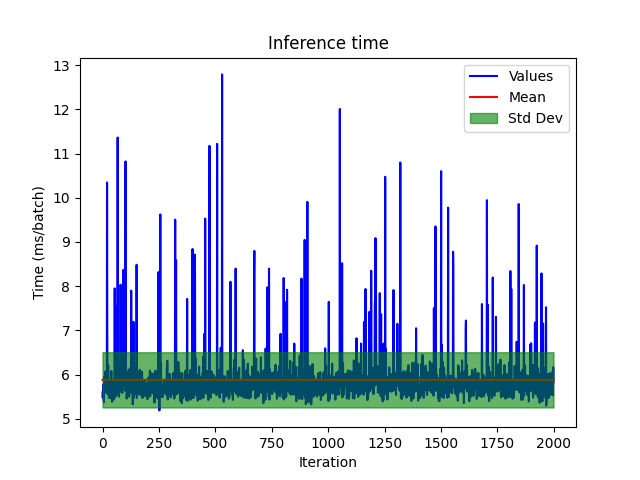 Inference time
Time (ms/batch)
13
12
11
10
9
8
7
6
5
Values
Mean
Std Dev
0 250 500 750 1000 1250 1500 1750 2000
Iteration